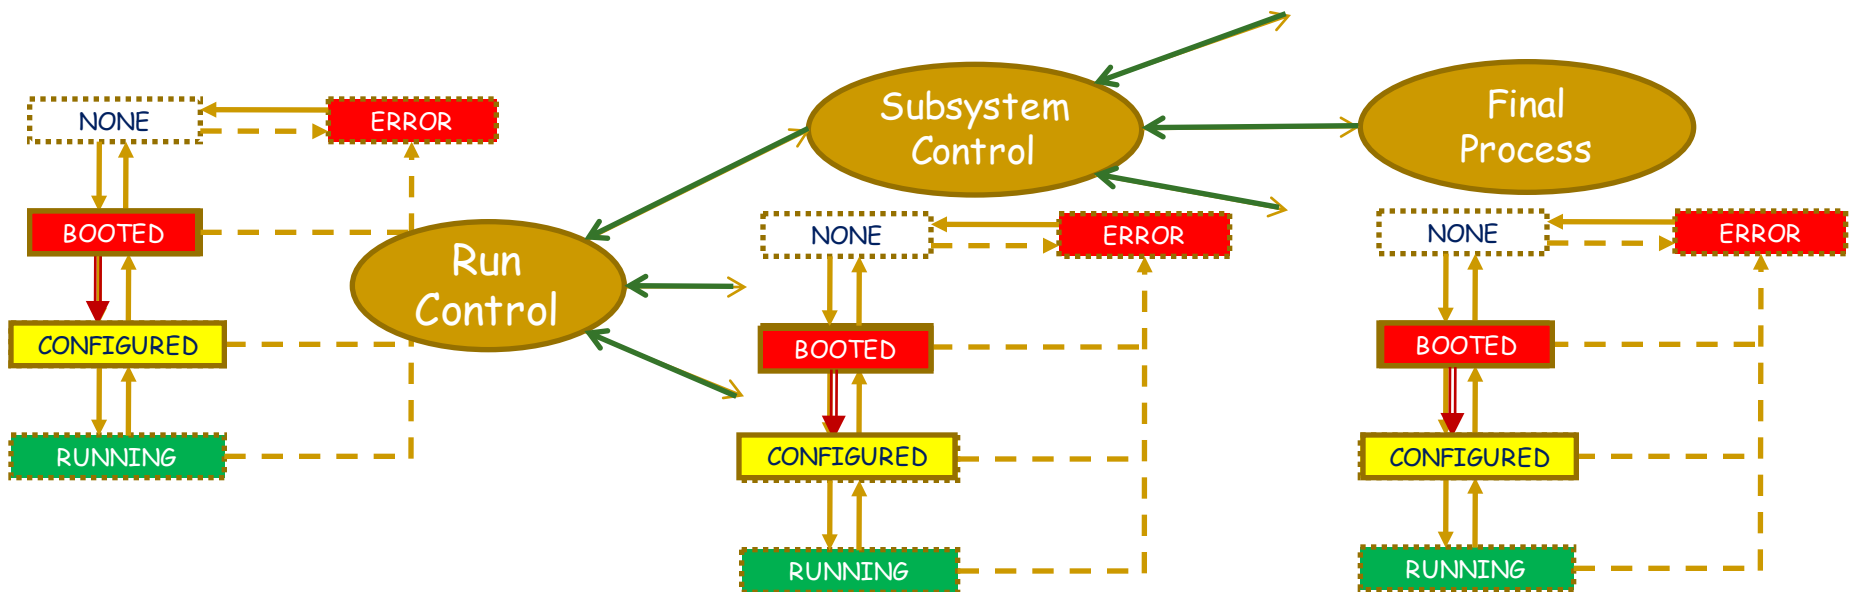 Subsystem
Control
Final
Process
NONE
ERROR
BOOTED
CONFIGURED
RUNNING
Run
Control
NONE
ERROR
BOOTED
CONFIGURED
RUNNING
NONE
ERROR
BOOTED
CONFIGURED
RUNNING